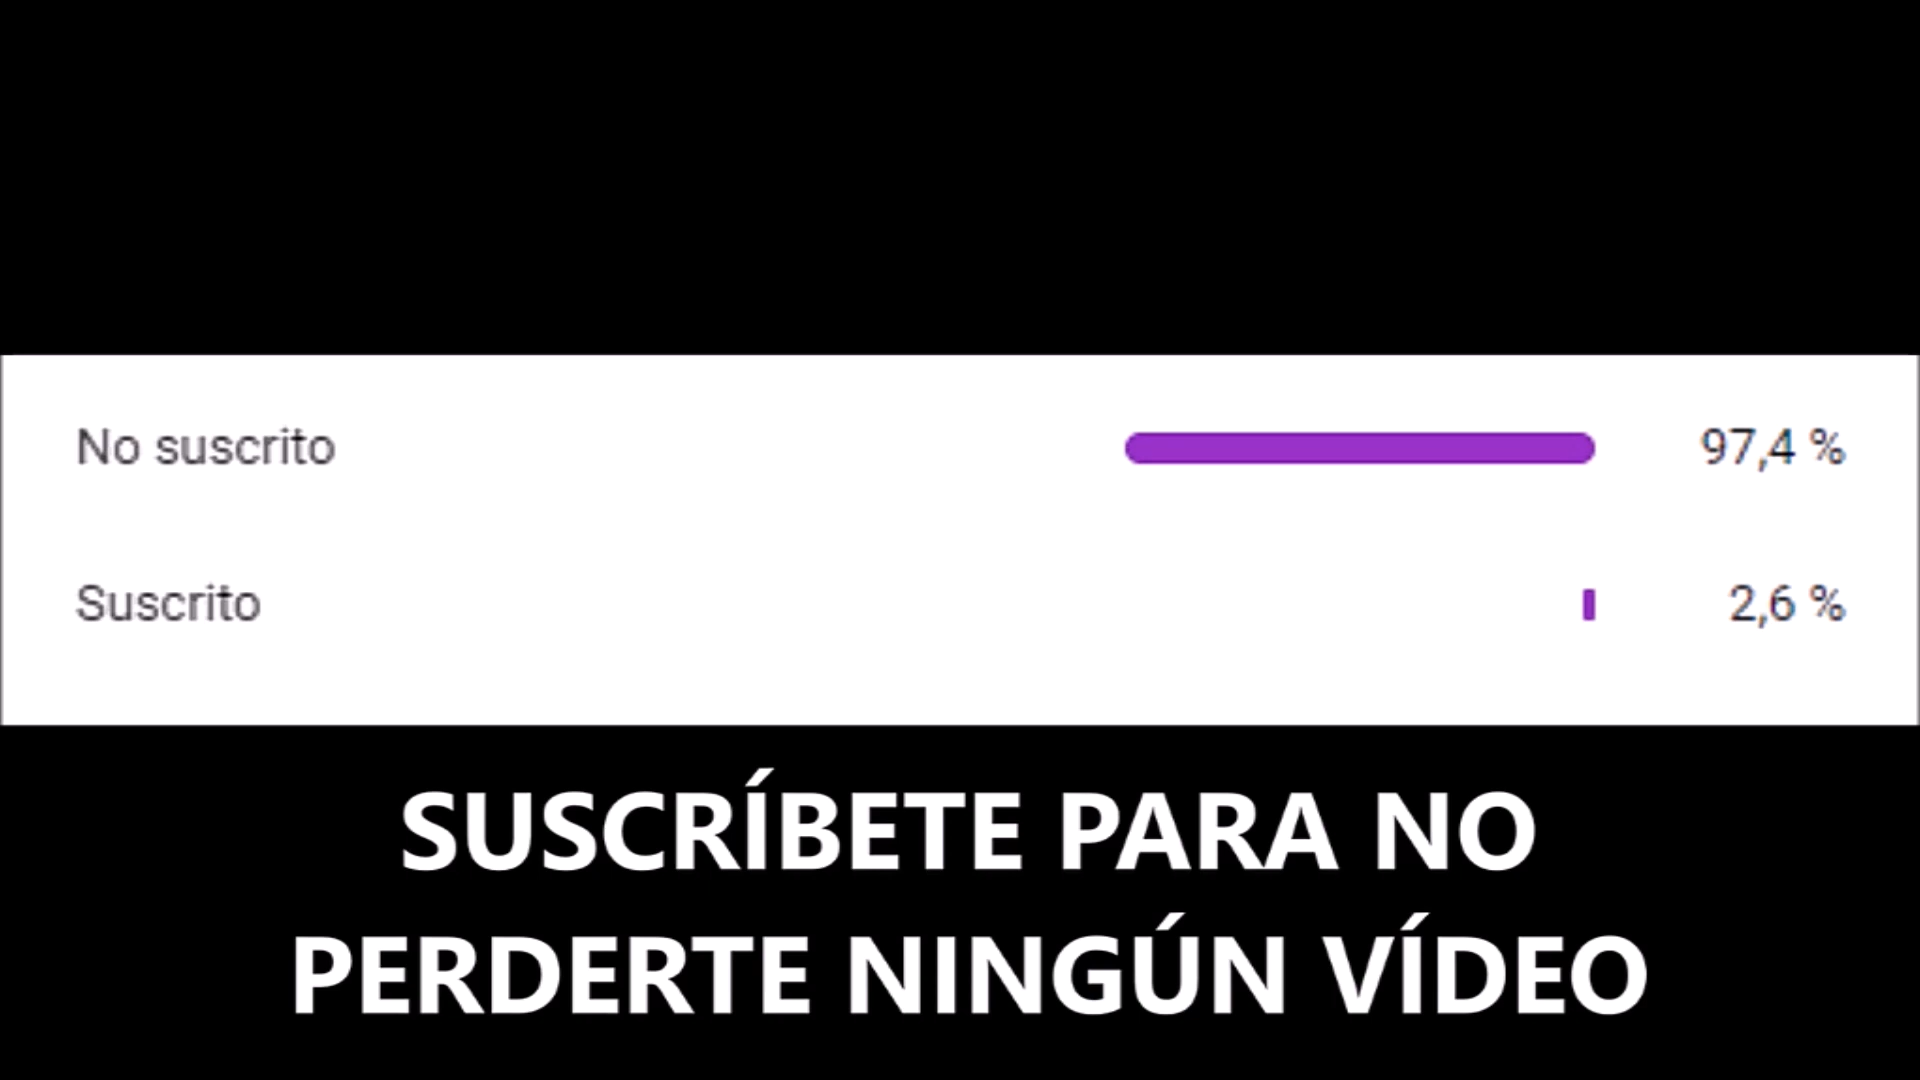 No suscrito 97,4 %
Suscrito 2,6 %
SUSCRÍBETE PARA NO
PERDERTE NINGÚN VÍDEO